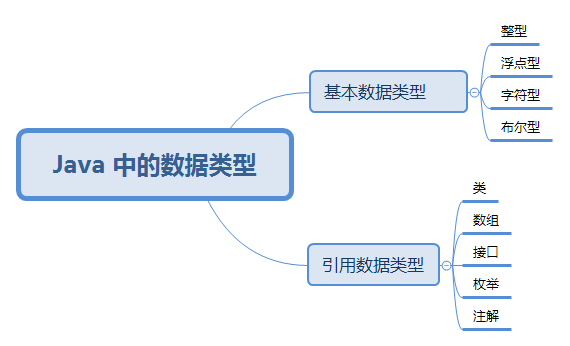 Java 中的数据类型
基本数据类型
整型
浮点型
字符型
布尔型
引用数据类型
类
数组
接口
枚举
注解